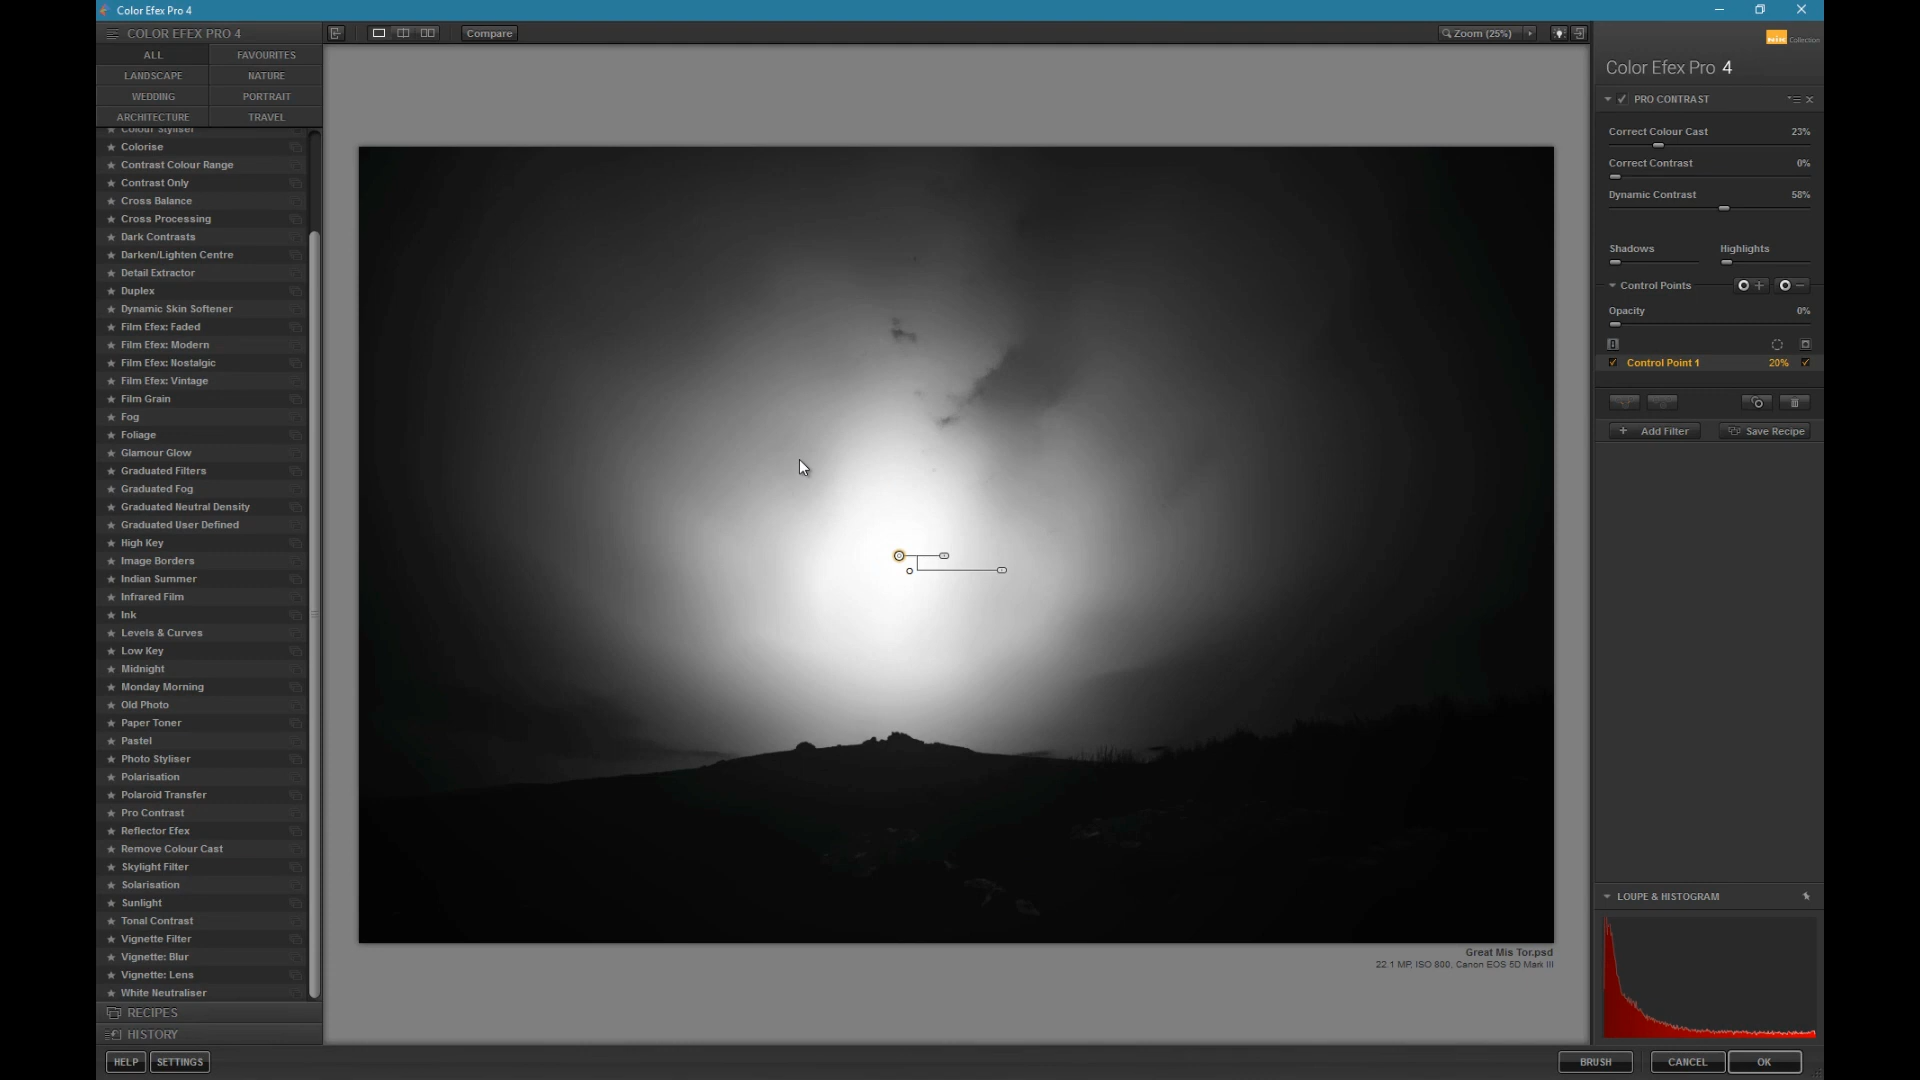 Color Efex Pro 4
COLOR EFEX PRO 4
ALL
FAVOURITES
LANDSCAPE
NATURE
WEDDING
PORTRAIT
ARCHITECTURE
TRAVEL
Colour Styliser
Colorise
Contrast Colour Range
Contrast Only
Cross Balance
Cross Processing
Dark Contrasts
Darken/Lighten Centre
Detail Extractor
Duplex
Dynamic Skin Softener
Film Efex: Faded
Film Efex: Modern
Film Efex: Nostalgic
Film Efex: Vintage
Film Grain
Fog
Foliage
Glamour Glow
Graduated Filters
Graduated Fog
Graduated Neutral Density
Graduated User Defined
High Key
Image Borders
Indian Summer
Infrared Film
Ink
Levels & Curves
Low Key
Midnight
Monday Morning
Old Photo
Paper Toner
Pastel
Photo Styliser
Polarisation
Polaroid Transfer
Pro Contrast
Reflector Efex
Remove Colour Cast
Skylight Filter
Solarisation
Sunlight
Tonal Contrast
Vignette Filter
Vignette: Blur
Vignette: Lens
White Neutraliser
RECIPES
HISTORY
HELP
SETTINGS
Compare
Zoom (25%)
Great Mis Tor.psd
22.1 MP, ISO 800, Canon EOS 5D Mark III
nik Collection
Color Efex Pro 4
PRO CONTRAST
Correct Colour Cast 23%
Correct Contrast 0%
Dynamic Contrast 58%
Shadows Highlights
Control Points
Opacity 0%
Control Point 1 20%
Add Filter
Save Recipe
LOUPE & HISTOGRAM
BRUSH
CANCEL
OK